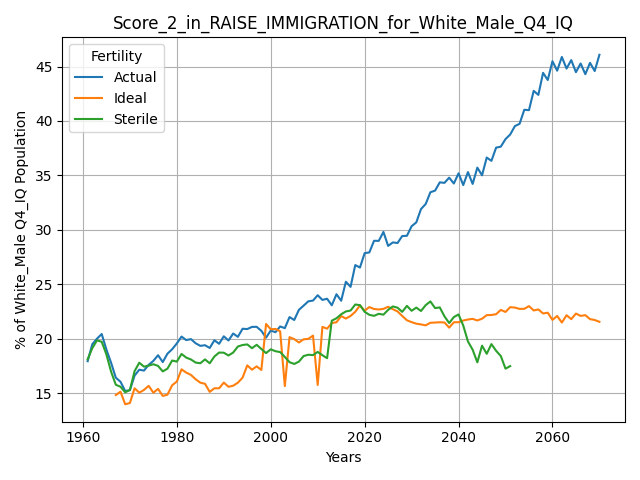 Score_2_in_RAISE_IMMIGRATION_for_White_Male_Q4_IQ
Fertility
Actual
Ideal
Sterile
% of White_Male Q4_IQ Population
45
40
35
30
25
20
15
1960
1980
2000
2020
2040
2060
Years